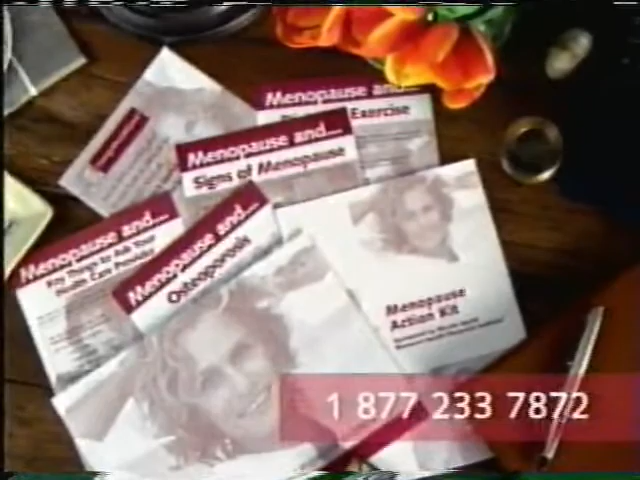 Menopause and...
Exercise
Menopause and...
Signs of Menopause
Menopause and...
Key Things to Ask Your
Health Care Provider
Menopause and...
Osteoporosis
Menopause
Action Kit
1 877 233 7872